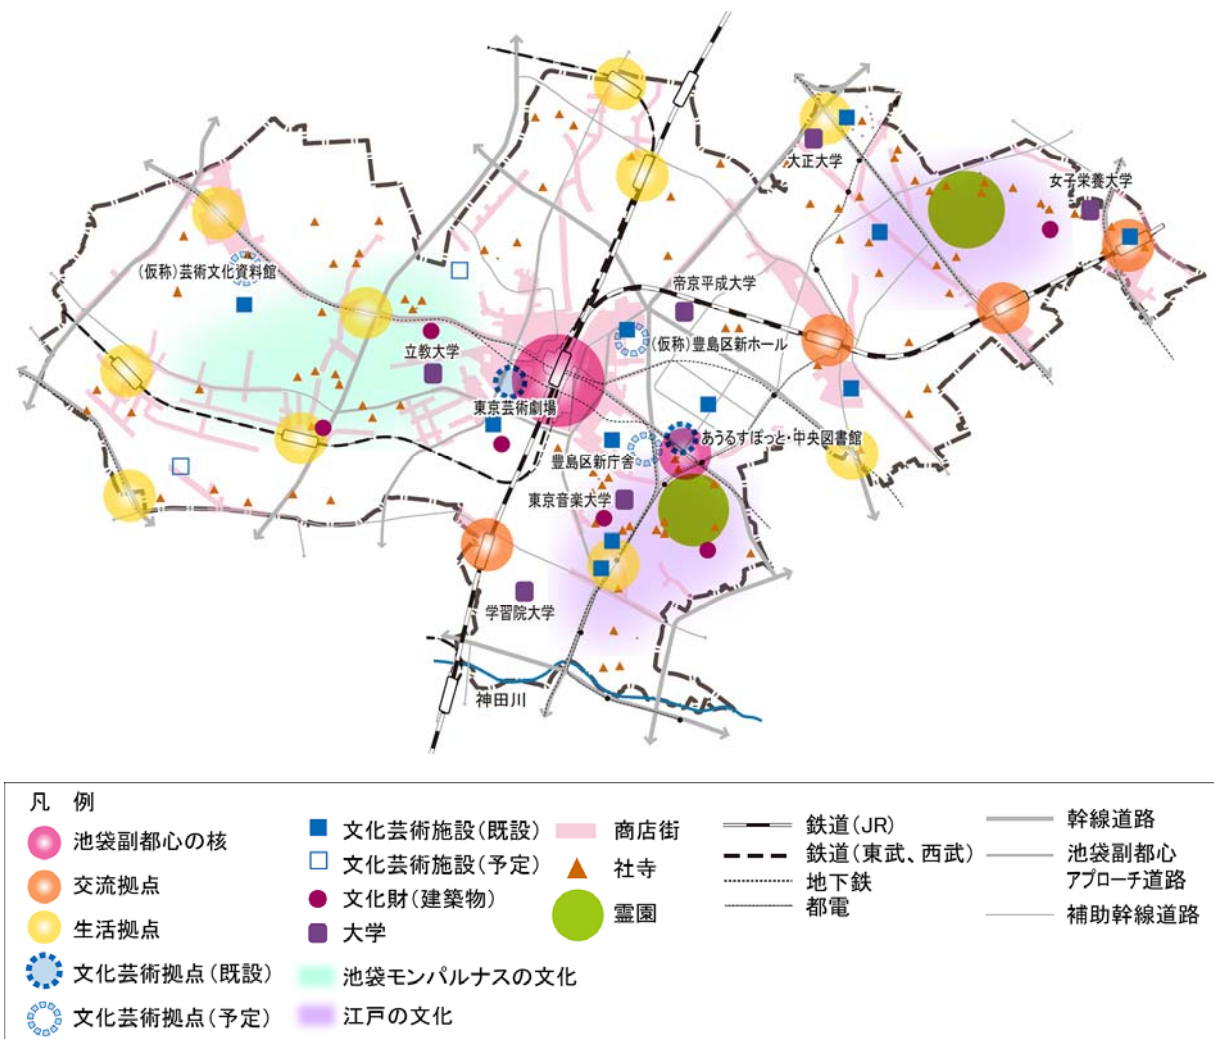 大正大学
女子栄養大学
(仮称)芸術文化資料館
帝京平成大学
(仮称)豊島区新ホール
立教大学
東京芸術劇場
あうるすぽっと・中央図書館
豊島区新庁舎
東京音楽大学
学習院大学
神田川
凡 例
池袋副都心の核
交流拠点
生活拠点
文化芸術拠点(既設)
文化芸術拠点(予定)
文化芸術施設(既設)
文化芸術施設(予定)
文化財(建築物)
大学
池袋モンパルナスの文化
江戸の文化
商店街
社寺
霊園
鉄道(JR)
鉄道(東武、西武)
地下鉄
都電
幹線道路
池袋副都心
アプローチ道路
補助幹線道路